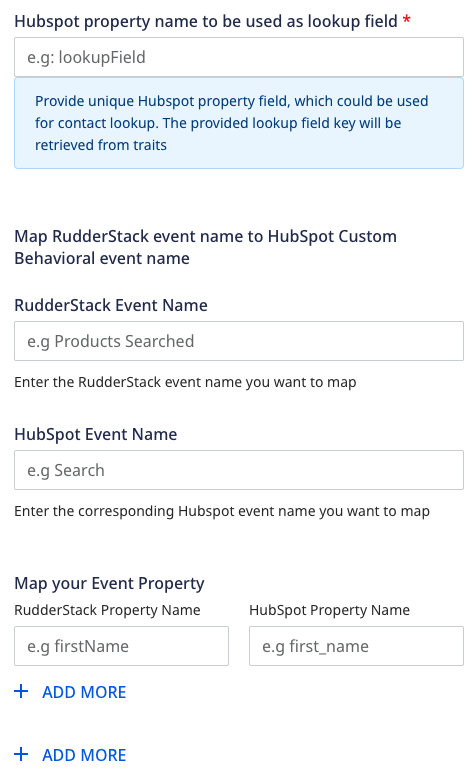 Hubspot property name to be used as lookup field *
e.g: lookupField
Provide unique Hubspot property field, which could be used
for contact lookup. The provided lookup field key will be
retrieved from traits
Map RudderStack event name to HubSpot Custom
Behavioral event name
RudderStack Event Name
e.g Products Searched
Enter the RudderStack event name you want to map
HubSpot Event Name
e.g Search
Enter the corresponding Hubspot event name you want to map
Map your Event Property
RudderStack Property Name HubSpot Property Name
e.g firstName e.g first_name
+ ADD MORE
+ ADD MORE